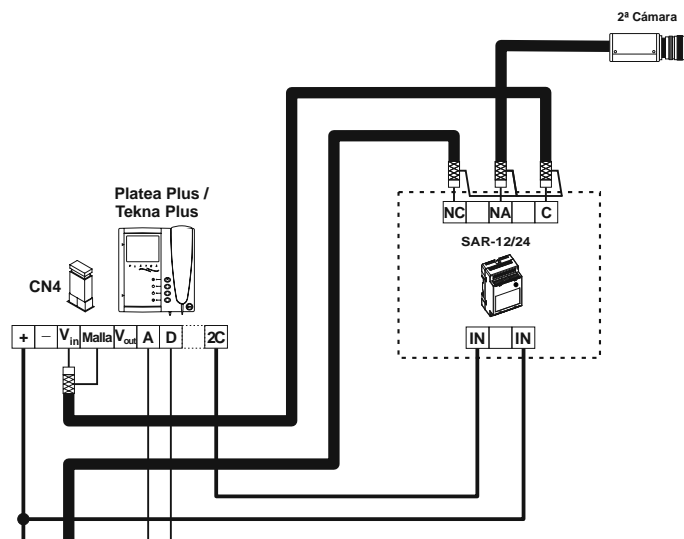 2ª Cámara
Platea Plus /
Tekna Plus
NC NA C
SAR-12/24
CN4
+ − Vin Malla Vout A D 2C
IN IN